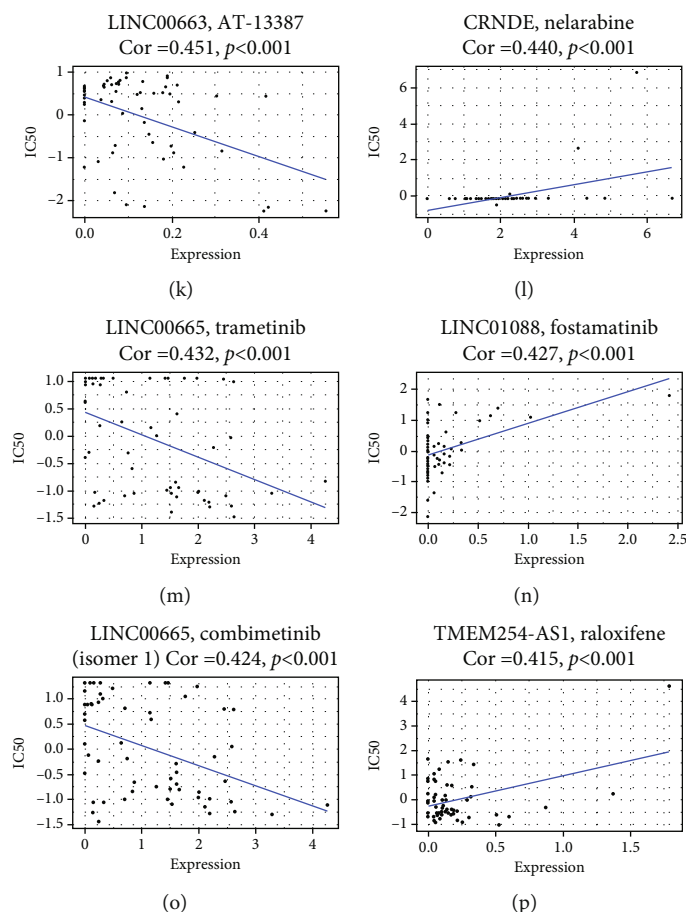 LINC00663, AT-13387
Cor =0.451, p<0.001
1
0
−1
−2
IC50
0.0 0.2 0.4
Expression
(k)
CRNDE, nelarabine
Cor =0.440, p<0.001
6
4
2
0
IC50
0 2 4 6
Expression
(l)
LINC00665, trametinib
Cor =0.432, p<0.001
1.0
0.5
0.0
−0.5
−1.0
−1.5
IC50
0 1 2 3 4
Expression
(m)
LINC01088, fostamatinib
Cor =0.427, p<0.001
2
1
0
−1
−2
IC50
0.0 0.5 1.0 1.5 2.0 2.5
Expression
(n)
LINC00665, combimetinib
(isomer 1) Cor =0.424, p<0.001
1.0
0.5
0.0
−0.5
−1.0
−1.5
IC50
0 1 2 3 4
Expression
(o)
TMEM254-AS1, raloxifene
Cor =0.415, p<0.001
4
3
2
1
0
−1
IC50
0.0 0.5 1.0 1.5
Expression
(p)